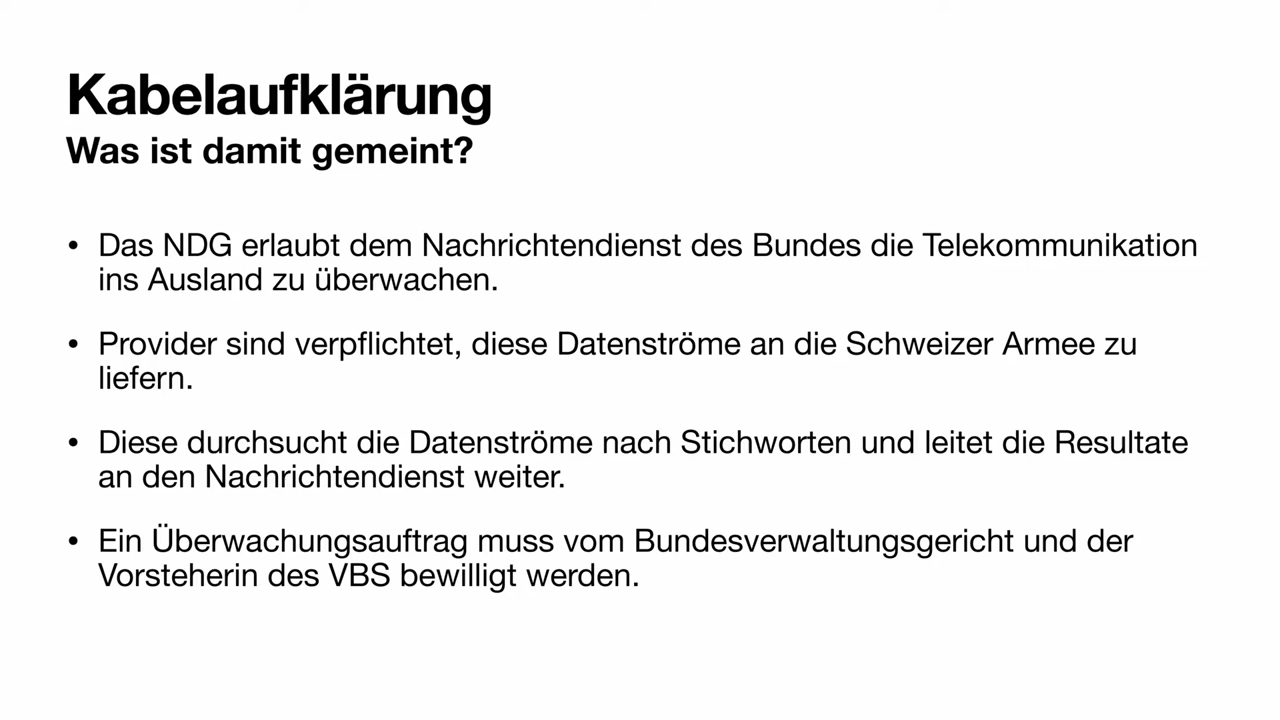 Kabelaufklärung
Was ist damit gemeint?
• Das NDG erlaubt dem Nachrichtendienst des Bundes die Telekommunikation
ins Ausland zu überwachen.
• Provider sind verpflichtet, diese Datenströme an die Schweizer Armee zu
liefern.
• Diese durchsucht die Datenströme nach Stichworten und leitet die Resultate
an den Nachrichtendienst weiter.
• Ein Überwachungsauftrag muss vom Bundesverwaltungsgericht und der
Vorsteherin des VBS bewilligt werden.